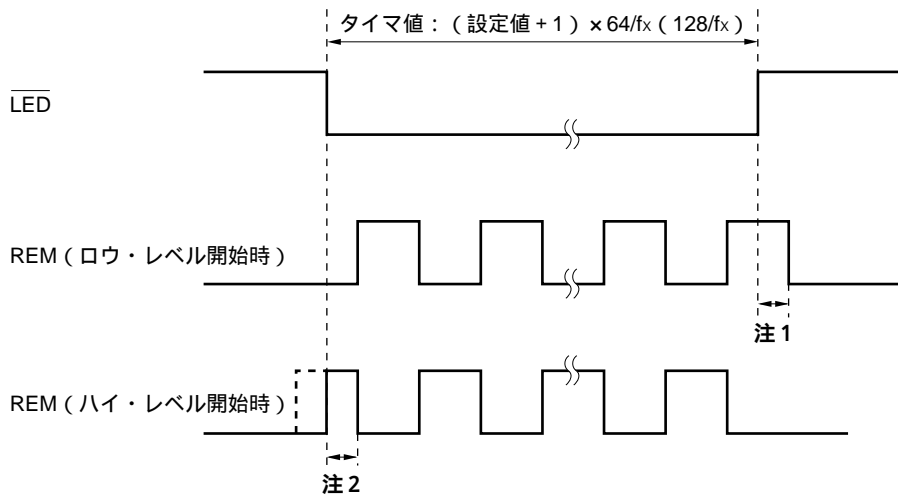 タイマ値：（設定値+1）×64/fx（128/fx）
LED
REM（ロウ・レベル開始時）
注1
REM（ハイ・レベル開始時）
注2